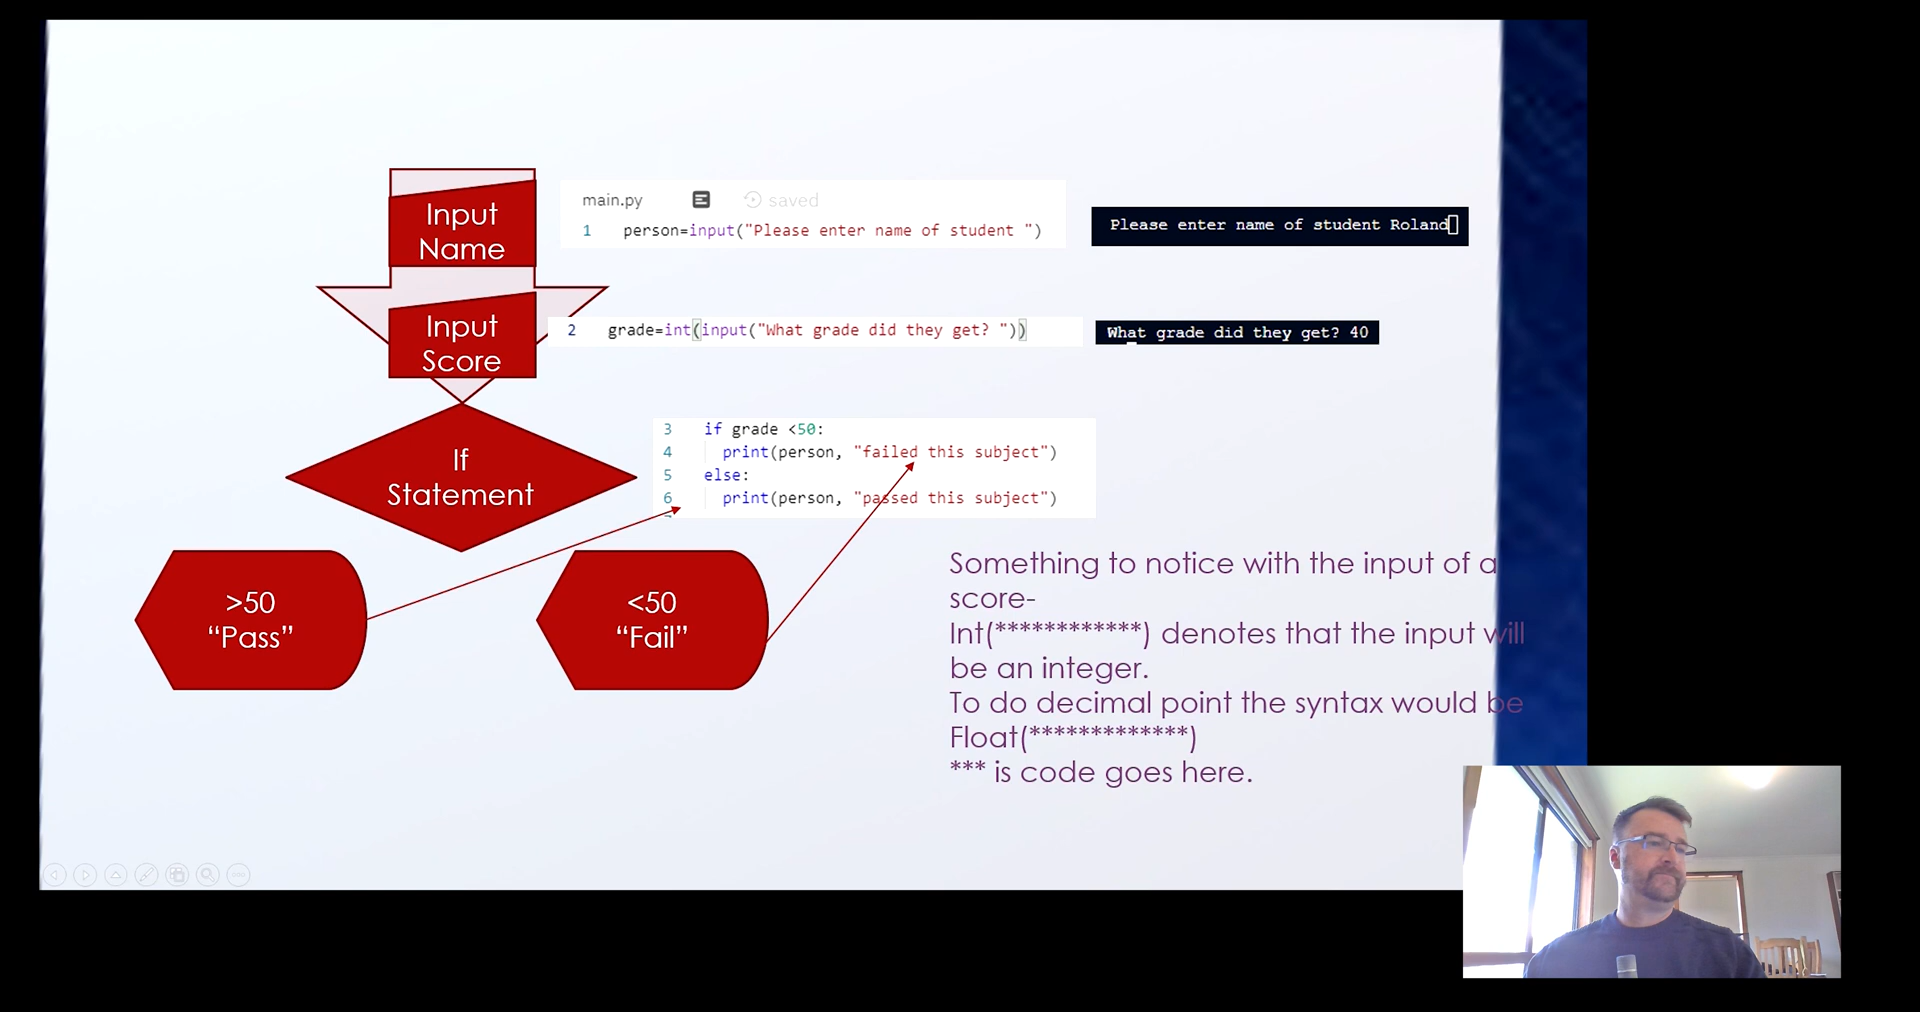 Input
Name
main.py saved
1 person=input("Please enter name of student ")
Please enter name of student Roland
Input
Score
2 grade=int(input("What grade did they get? "))
What grade did they get? 40
If
Statement
3 if grade <50:
4 print(person, "failed this subject")
5 else:
6 print(person, "passed this subject")
>50
“Pass”
<50
“Fail”
Something to notice with the input of a
score-
Int(************) denotes that the input will
be an integer.
To do decimal point the syntax would be
Float(*************)
*** is code goes here.